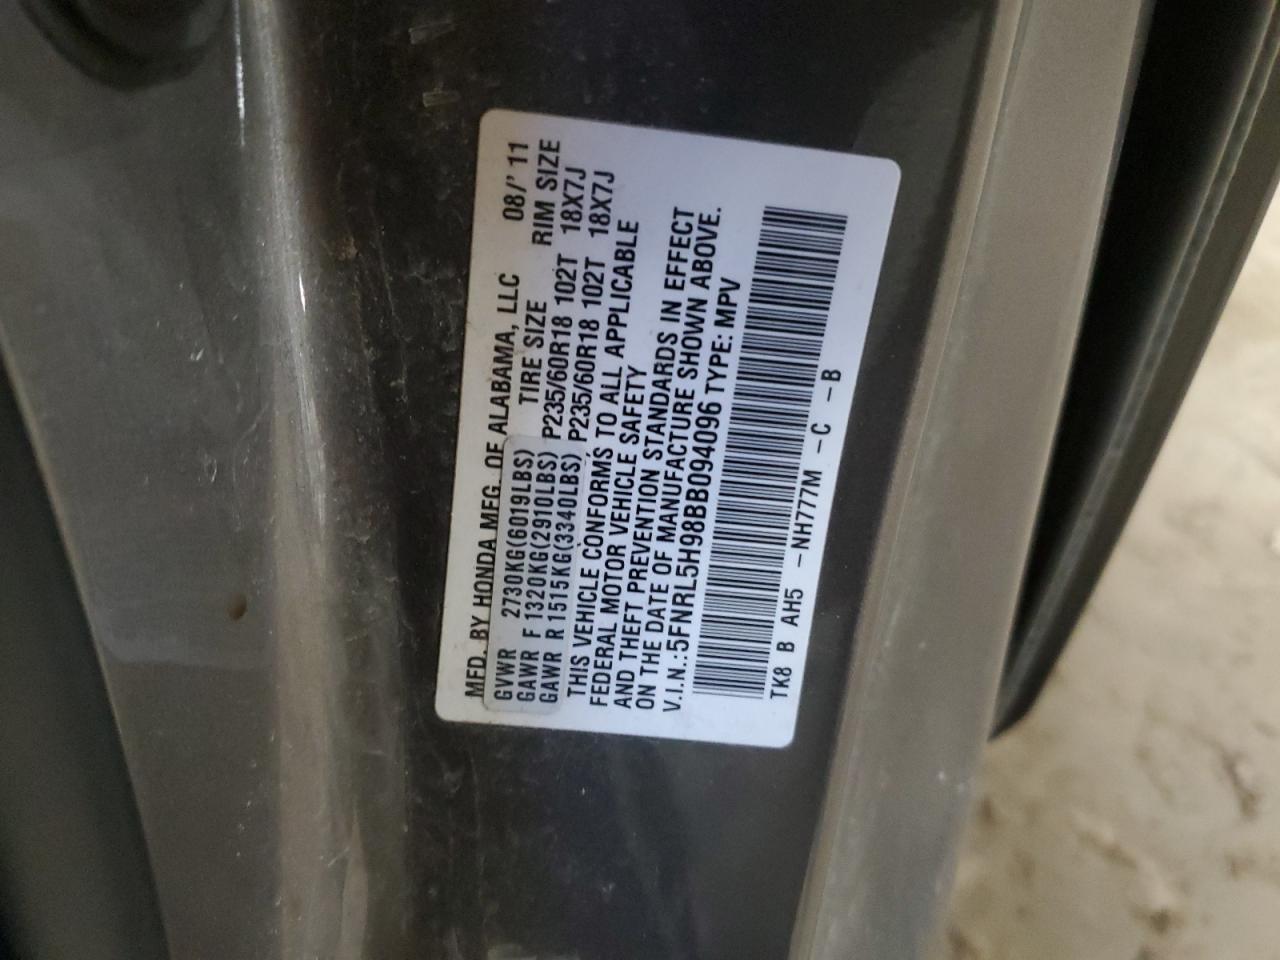 MFD. BY HONDA MFG. OF ALABAMA, LLC 08/' 11
GVWR 2730KG(6019LBS) TIRE SIZE RIM SIZE
GAWR F 1320KG(2910LBS) P235/60R18 102T 18X7J
GAWR R 1515KG(3340LBS) P235/60R18 102T 18X7J
THIS VEHICLE CONFORMS TO ALL APPLICABLE
FEDERAL MOTOR VEHICLE SAFETY
AND THEFT PREVENTION STANDARDS IN EFFECT
ON THE DATE OF MANUFACTURE SHOWN ABOVE.
V.I.N.:5FNRL5H98BB094096 TYPE: MPV
TK8 B AH5 -NH777M -C -B